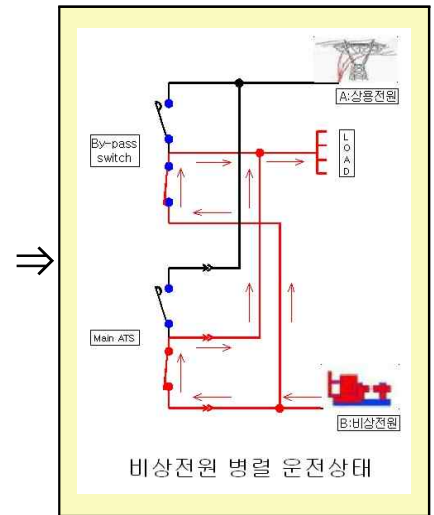 A:상용전원
By-pass
switch
L
O
A
D
Main ATS
B:비상전원
비상전원 병렬 운전상태